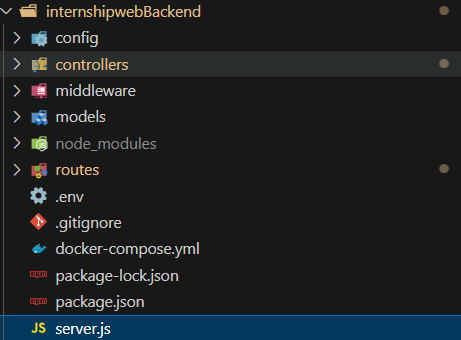 internshipwebBackend
config
controllers
middleware
models
node_modules
routes
.env
.gitignore
docker-compose.yml
package-lock.json
package.json
JS server.js